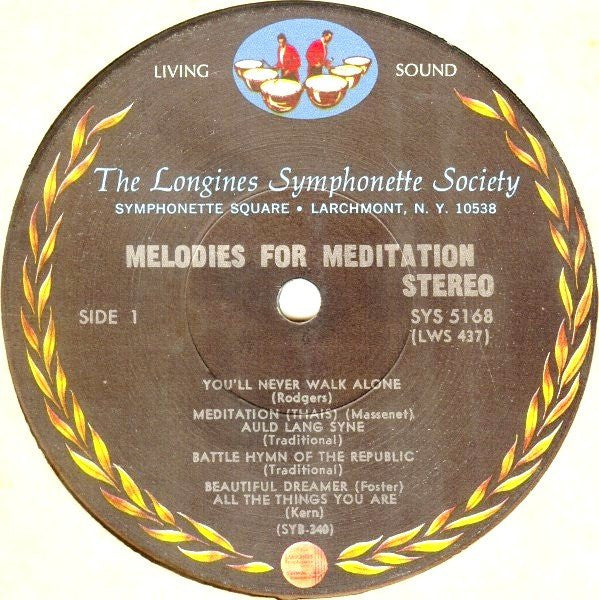 LIVING SOUND
The Longines Symphonette Society
SYMPHONETTE SQUARE • LARCHMONT, N. Y. 10538
MELODIES FOR MEDITATION
STEREO
SIDE 1
SYS 5168
(LWS 437)
YOU'LL NEVER WALK ALONE
(Rodgers)
MEDITATION (THAIS) (Massenet)
AULD LANG SYNE
(Traditional)
BATTLE HYMN OF THE REPUBLIC
(Traditional)
BEAUTIFUL DREAMER (Foster)
ALL THE THINGS YOU ARE
(Kern)
(SYB-340)